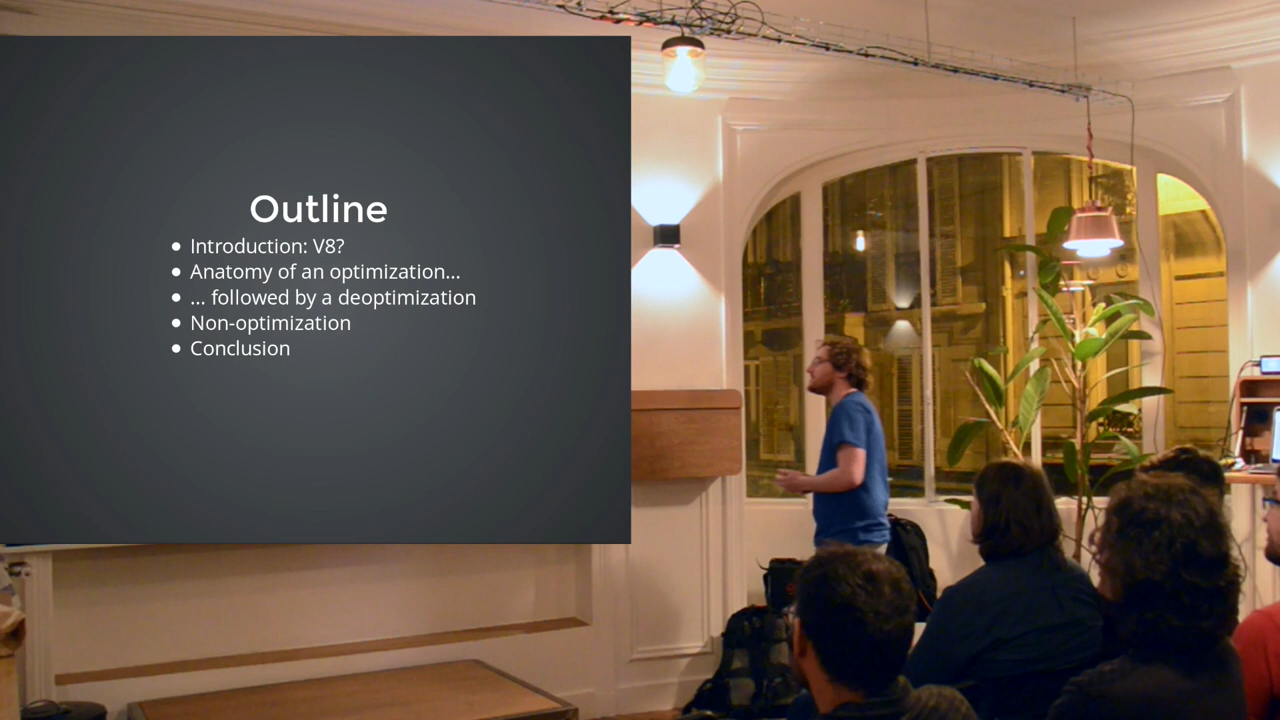 Outline
• Introduction: V8?
• Anatomy of an optimization...
• ... followed by a deoptimization
• Non-optimization
• Conclusion